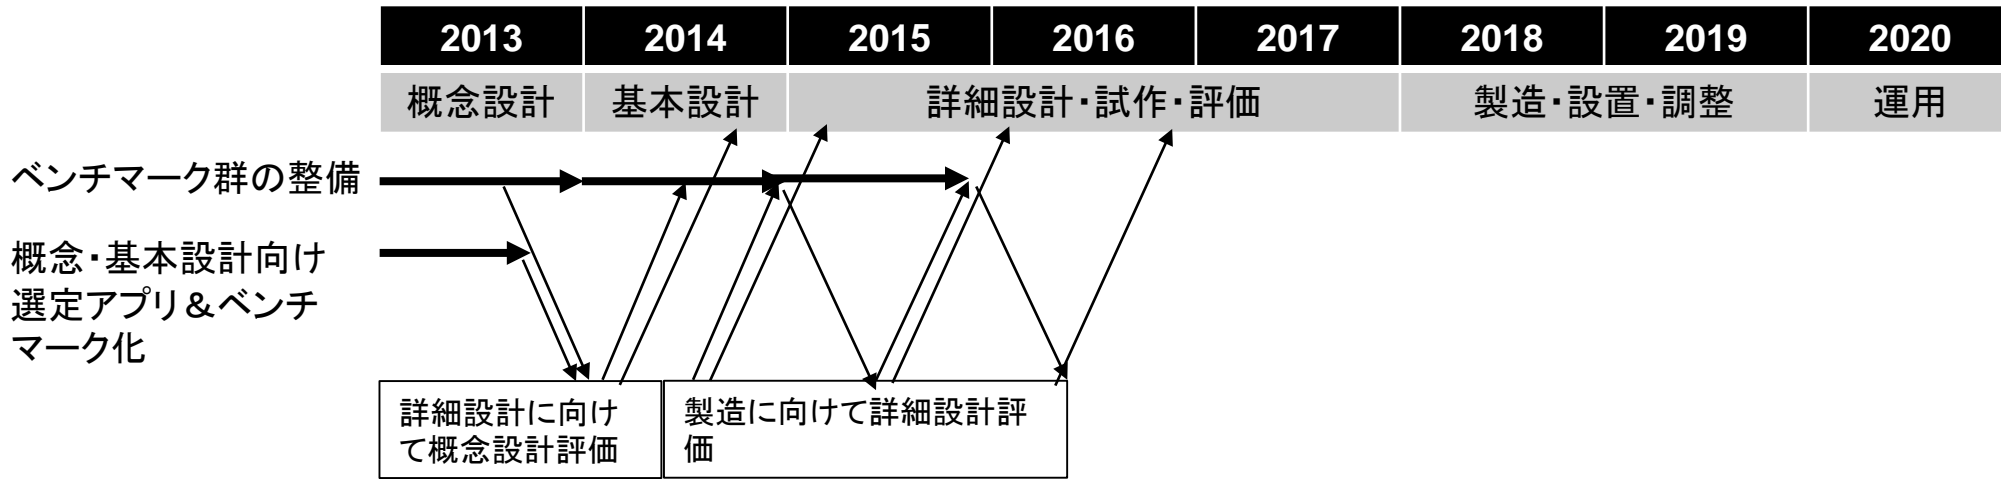 2013 2014 2015 2016 2017 2018 2019 2020
概念設計 基本設計 詳細設計・試作・評価 製造・設置・調整 運用
ベンチマーク群の整備
概念・基本設計向け
選定アプリ＆ベンチ
マーク化
詳細設計に向け
て概念設計評価
製造に向けて詳細設計評
価